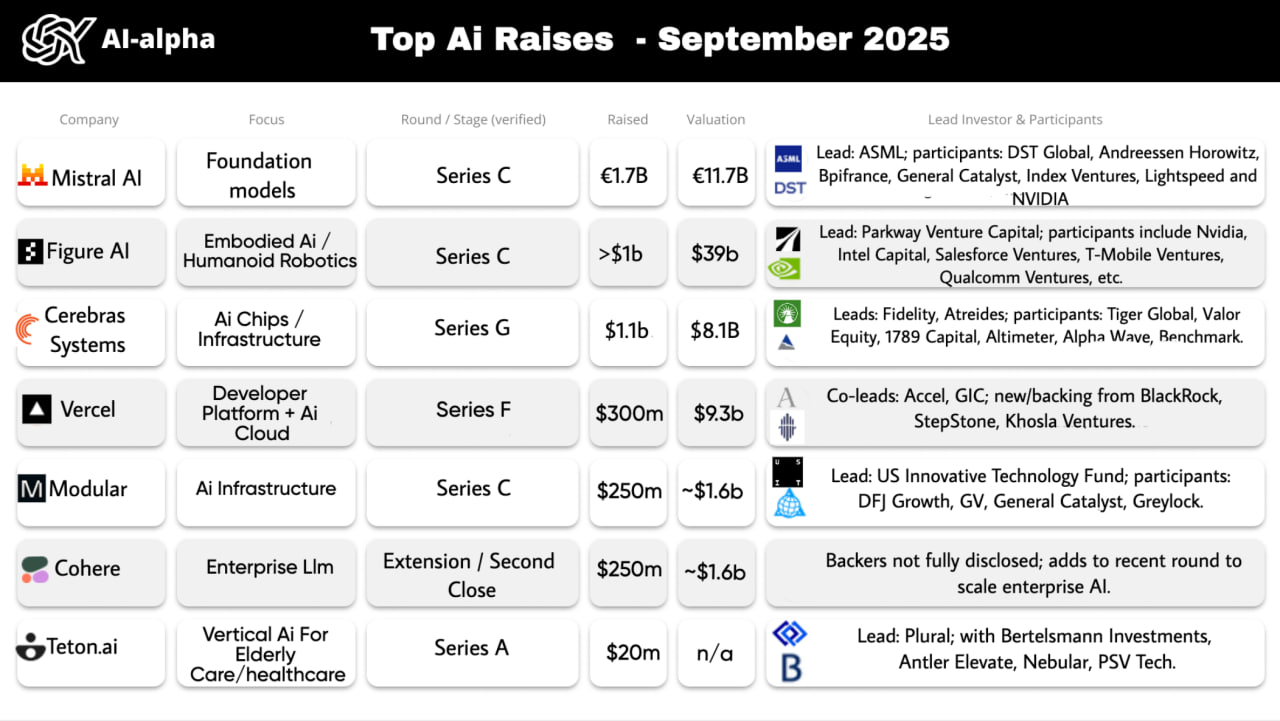 AI-alpha
Top Ai Raises - September 2025
Company Focus Round / Stage (verified) Raised Valuation Lead Investor & Participants
Mistral AI
Foundation
models
Series C
€1.7B
€11.7B
ASML
DST
Lead: ASML; participants: DST Global, Andreessen Horowitz,
Bpifrance, General Catalyst, Index Ventures, Lightspeed and
NVIDIA
Figure AI
Embodied Ai /
Humanoid Robotics
Series C
>$1b
$39b
Lead: Parkway Venture Capital; participants include Nvidia,
Intel Capital, Salesforce Ventures, T-Mobile Ventures,
Qualcomm Ventures, etc.
Cerebras
Systems
Ai Chips /
Infrastructure
Series G
$1.1b
$8.1B
Leads: Fidelity, Atreides; participants: Tiger Global, Valor
Equity, 1789 Capital, Altimeter, Alpha Wave, Benchmark.
Vercel
Developer
Platform + Ai
Cloud
Series F
$300m
$9.3b
A
Co-leads: Accel, GIC; new/backing from BlackRock,
StepStone, Khosla Ventures.
M
Modular
Ai Infrastructure
Series C
$250m
~$1.6b
U S
I T
Lead: US Innovative Technology Fund; participants:
DFJ Growth, GV, General Catalyst, Greylock.
Cohere
Enterprise Llm
Extension / Second
Close
$250m
~$1.6b
Backers not fully disclosed; adds to recent round to
scale enterprise AI.
Teton.ai
Vertical Ai For
Elderly
Care/healthcare
Series A
$20m
n/a
B
Lead: Plural; with Bertelsmann Investments,
Antler Elevate, Nebular, PSV Tech.